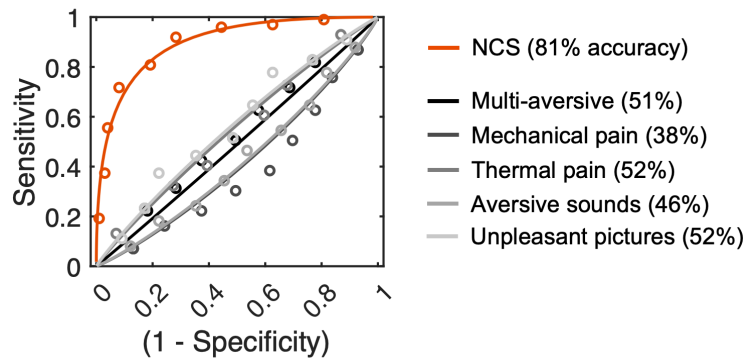 1
0.8
0.6
0.4
0.2
0
Sensitivity
0
0.2
0.4
0.6
0.8
1
(1 - Specificity)
NCS (81% accuracy)
Multi-aversive (51%)
Mechanical pain (38%)
Thermal pain (52%)
Aversive sounds (46%)
Unpleasant pictures (52%)